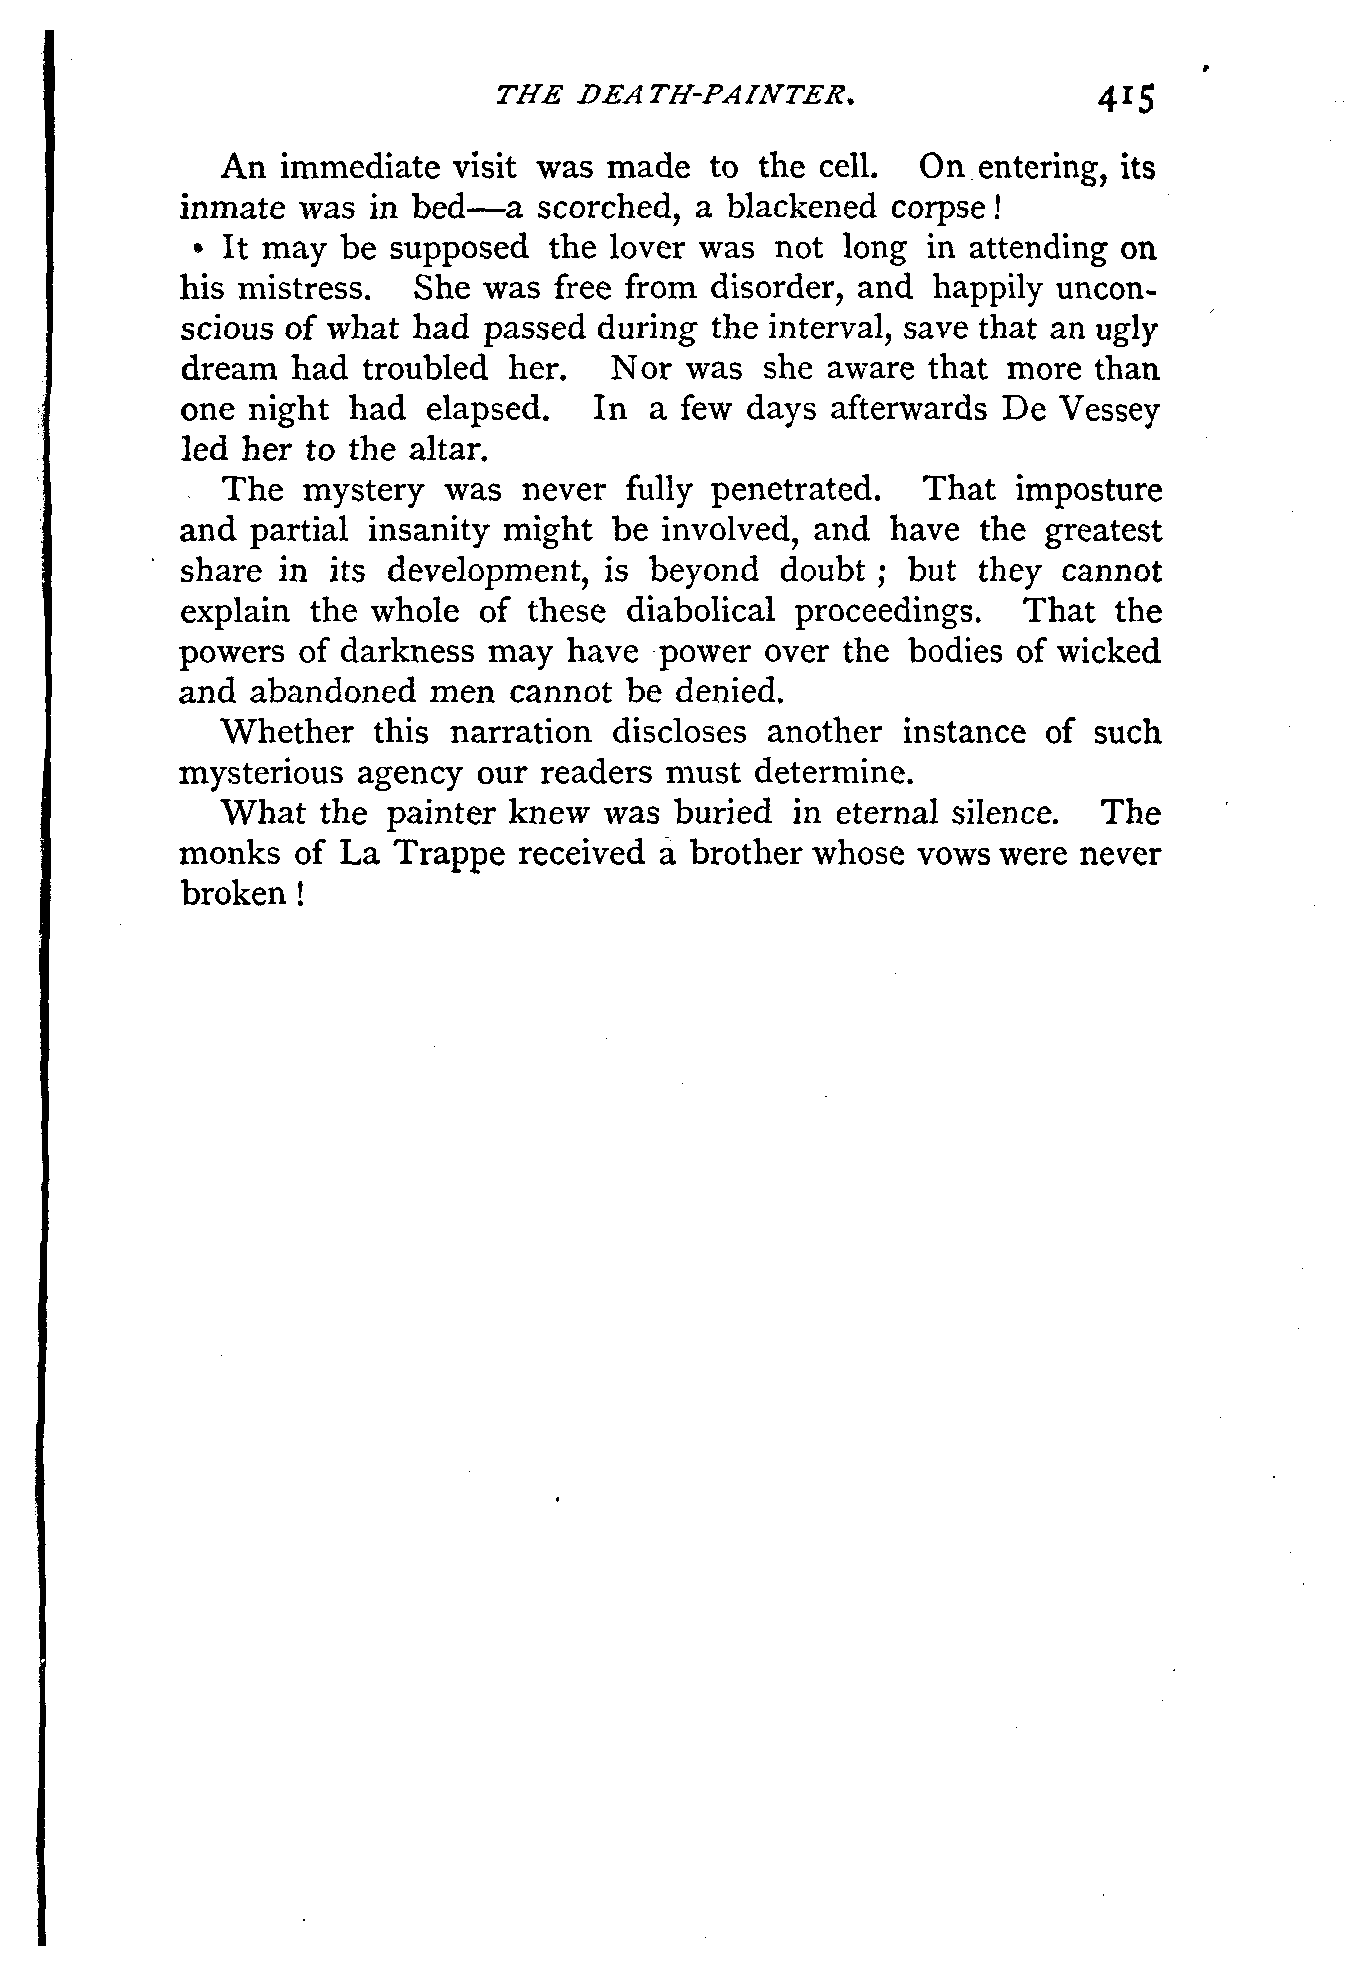 THE DEATH-PAINTER. 415
An immediate visit was made to the cell. On entering, its
inmate was in bed—a scorched, a blackened corpse!
It may be supposed the lover was not long in attending on
his mistress. She was free from disorder, and happily uncon-
scious of what had passed during the interval, save that an ugly
dream had troubled her. Nor was she aware that more than
one night had elapsed. In a few days afterwards De Vessey
led her to the altar.
The mystery was never fully penetrated. That imposture
and partial insanity might be involved, and have the greatest
share in its development, is beyond doubt; but they cannot
explain the whole of these diabolical proceedings. That the
powers of darkness may have power over the bodies of wicked
and abandoned men cannot be denied.
Whether this narration discloses another instance of such
mysterious agency our readers must determine.
What the painter knew was buried in eternal silence. The
monks of La Trappe received a brother whose vows were never
broken!